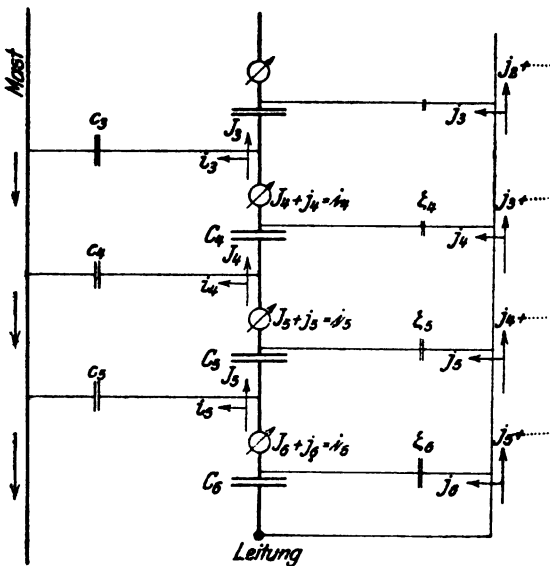 Mast
c₃
J₃
i₃
j₃
j₂+.....
J₄+j₄=i₄
C₄
J₄
c₄
i₄
ξ₄
j₄
j₃+.....
J₅+j₅=i₅
C₅
J₅
c₅
i₅
ξ₅
j₅
j₄+.....
J₆+j₆=i₆
C₆
ξ₆
j₆
j₅+.....
Leitung